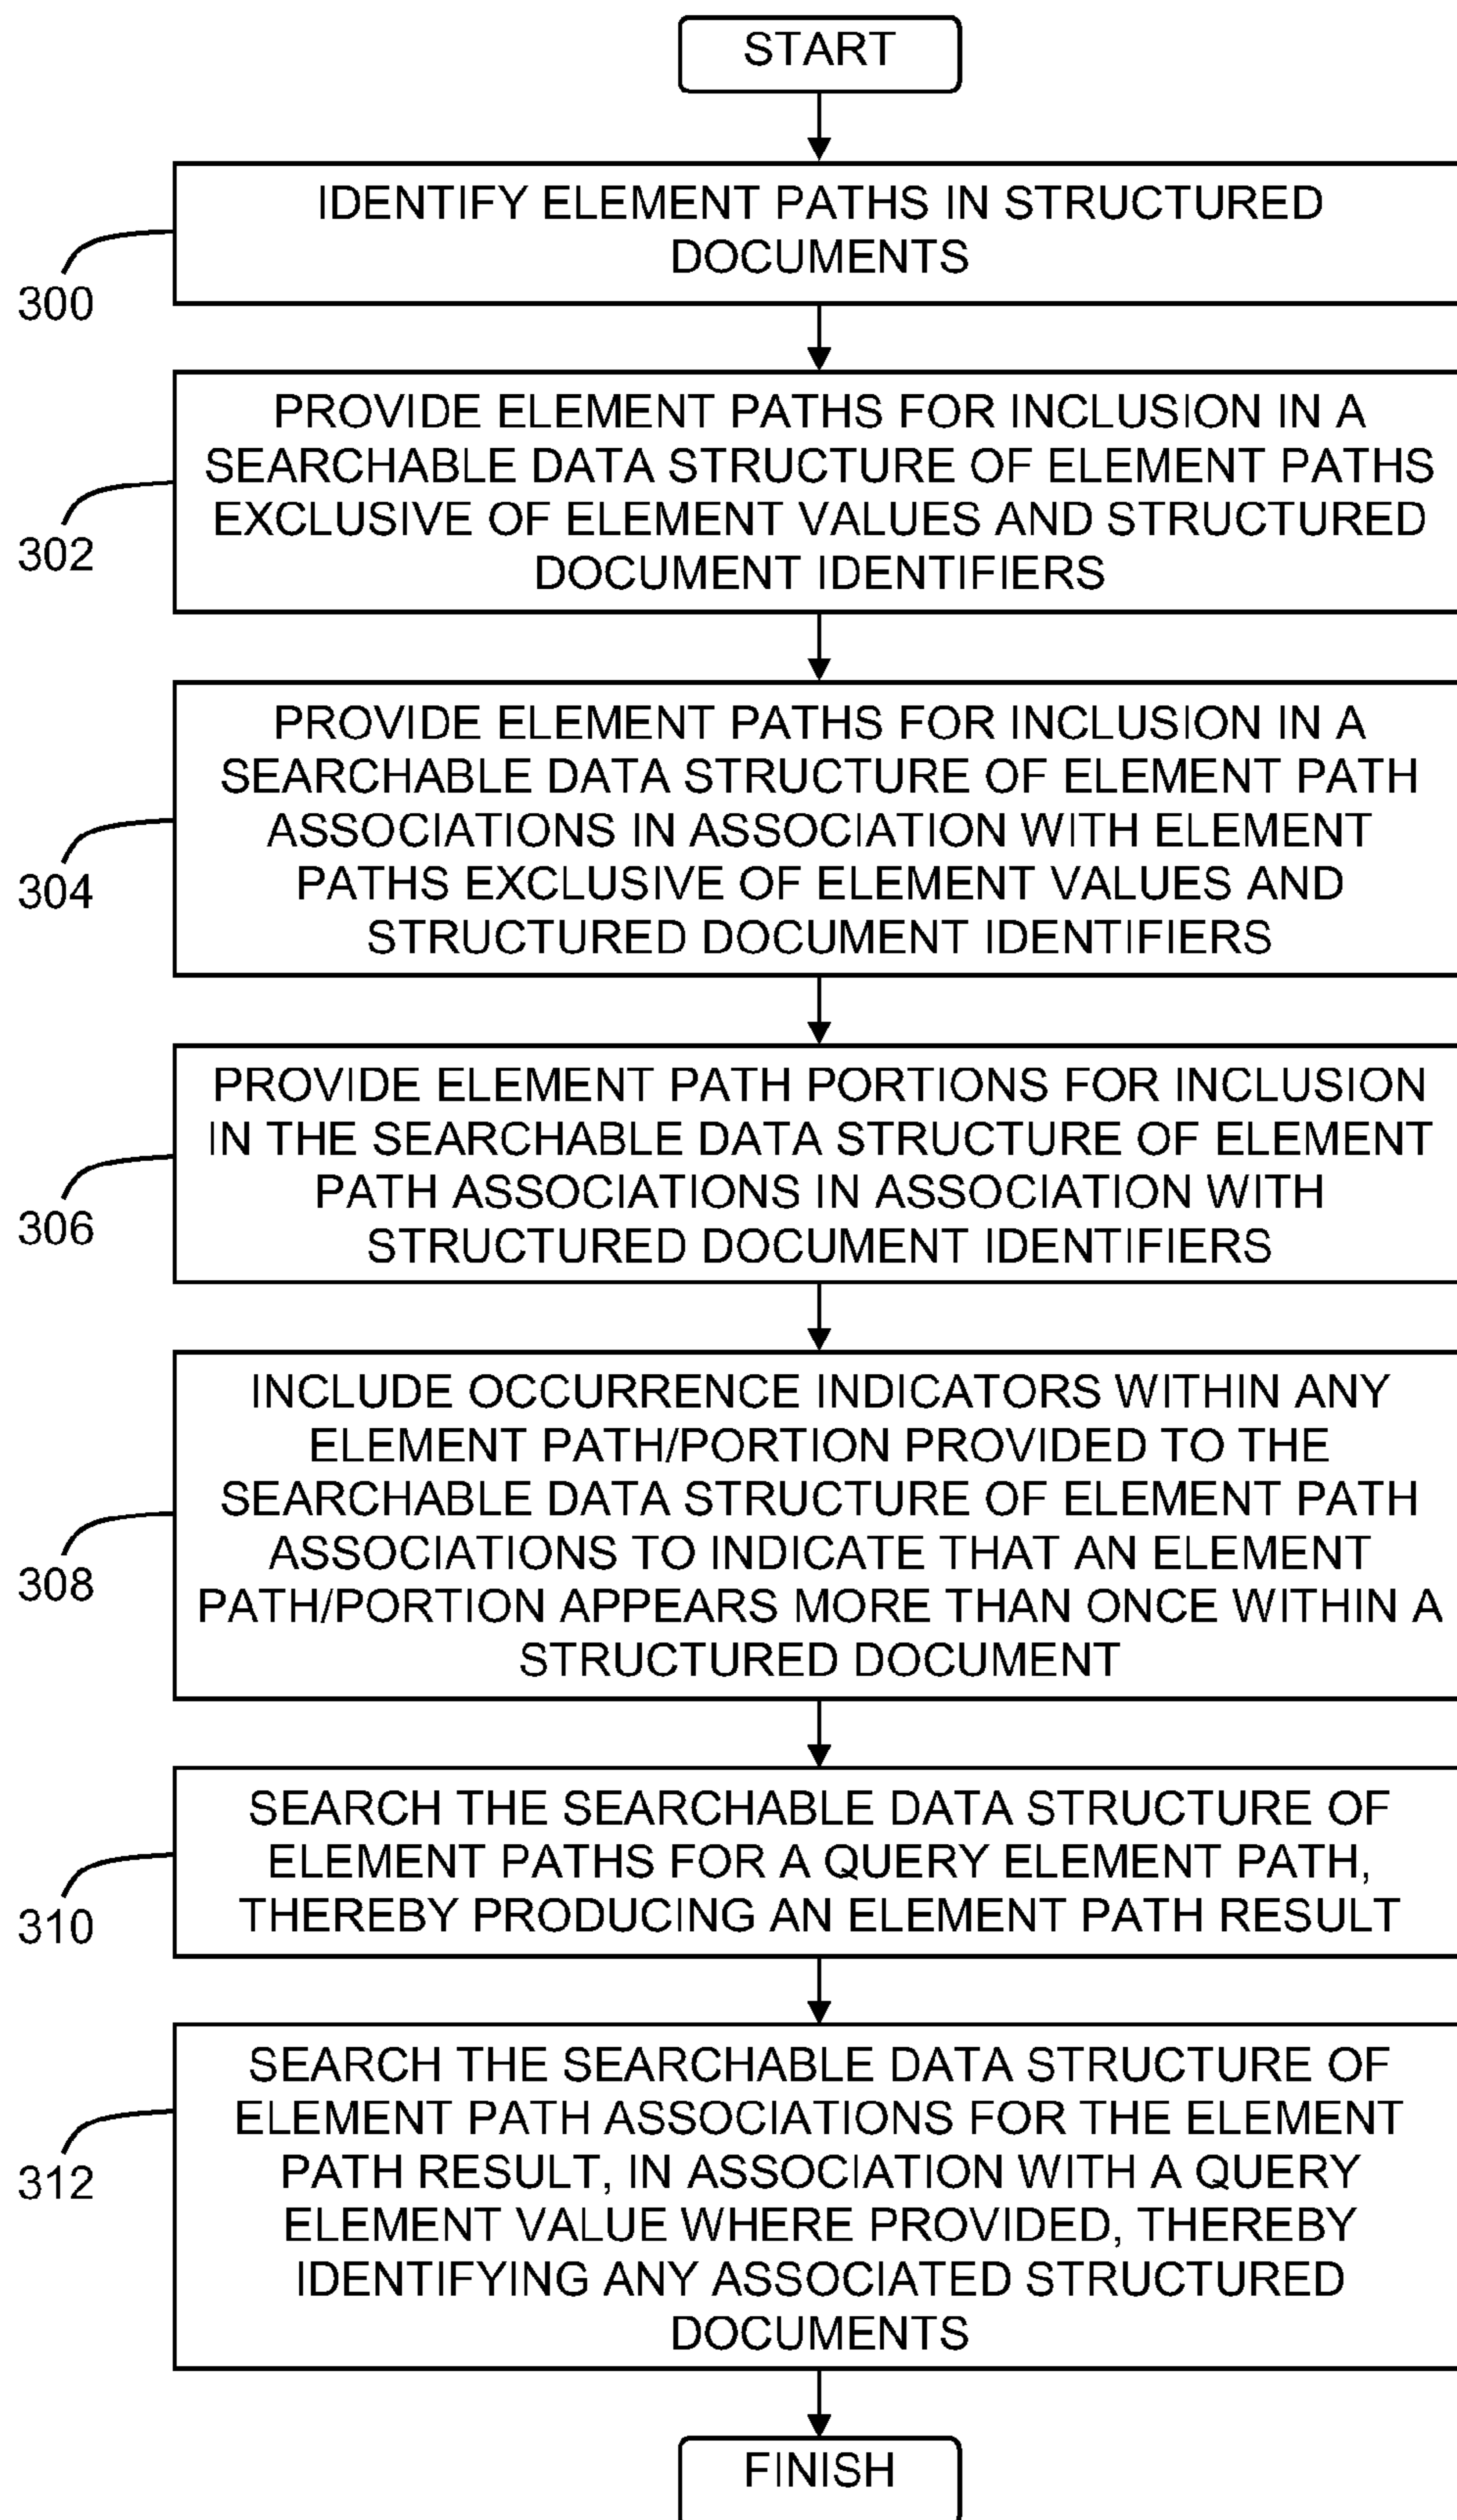 START
IDENTIFY ELEMENT PATHS IN STRUCTURED
DOCUMENTS
300
PROVIDE ELEMENT PATHS FOR INCLUSION IN A
SEARCHABLE DATA STRUCTURE OF ELEMENT PATHS
EXCLUSIVE OF ELEMENT VALUES AND STRUCTURED
DOCUMENT IDENTIFIERS
302
PROVIDE ELEMENT PATHS FOR INCLUSION IN A
SEARCHABLE DATA STRUCTURE OF ELEMENT PATH
ASSOCIATIONS IN ASSOCIATION WITH ELEMENT
PATHS EXCLUSIVE OF ELEMENT VALUES AND
STRUCTURED DOCUMENT IDENTIFIERS
304
PROVIDE ELEMENT PATH PORTIONS FOR INCLUSION
IN THE SEARCHABLE DATA STRUCTURE OF ELEMENT
PATH ASSOCIATIONS IN ASSOCIATION WITH
STRUCTURED DOCUMENT IDENTIFIERS
306
INCLUDE OCCURRENCE INDICATORS WITHIN ANY
ELEMENT PATH/PORTION PROVIDED TO THE
SEARCHABLE DATA STRUCTURE OF ELEMENT PATH
ASSOCIATIONS TO INDICATE THAT AN ELEMENT
PATH/PORTION APPEARS MORE THAN ONCE WITHIN A
STRUCTURED DOCUMENT
308
SEARCH THE SEARCHABLE DATA STRUCTURE OF
ELEMENT PATHS FOR A QUERY ELEMENT PATH,
THEREBY PRODUCING AN ELEMENT PATH RESULT
310
SEARCH THE SEARCHABLE DATA STRUCTURE OF
ELEMENT PATH ASSOCIATIONS FOR THE ELEMENT
PATH RESULT, IN ASSOCIATION WITH A QUERY
ELEMENT VALUE WHERE PROVIDED, THEREBY
IDENTIFYING ANY ASSOCIATED STRUCTURED
DOCUMENTS
312
FINISH